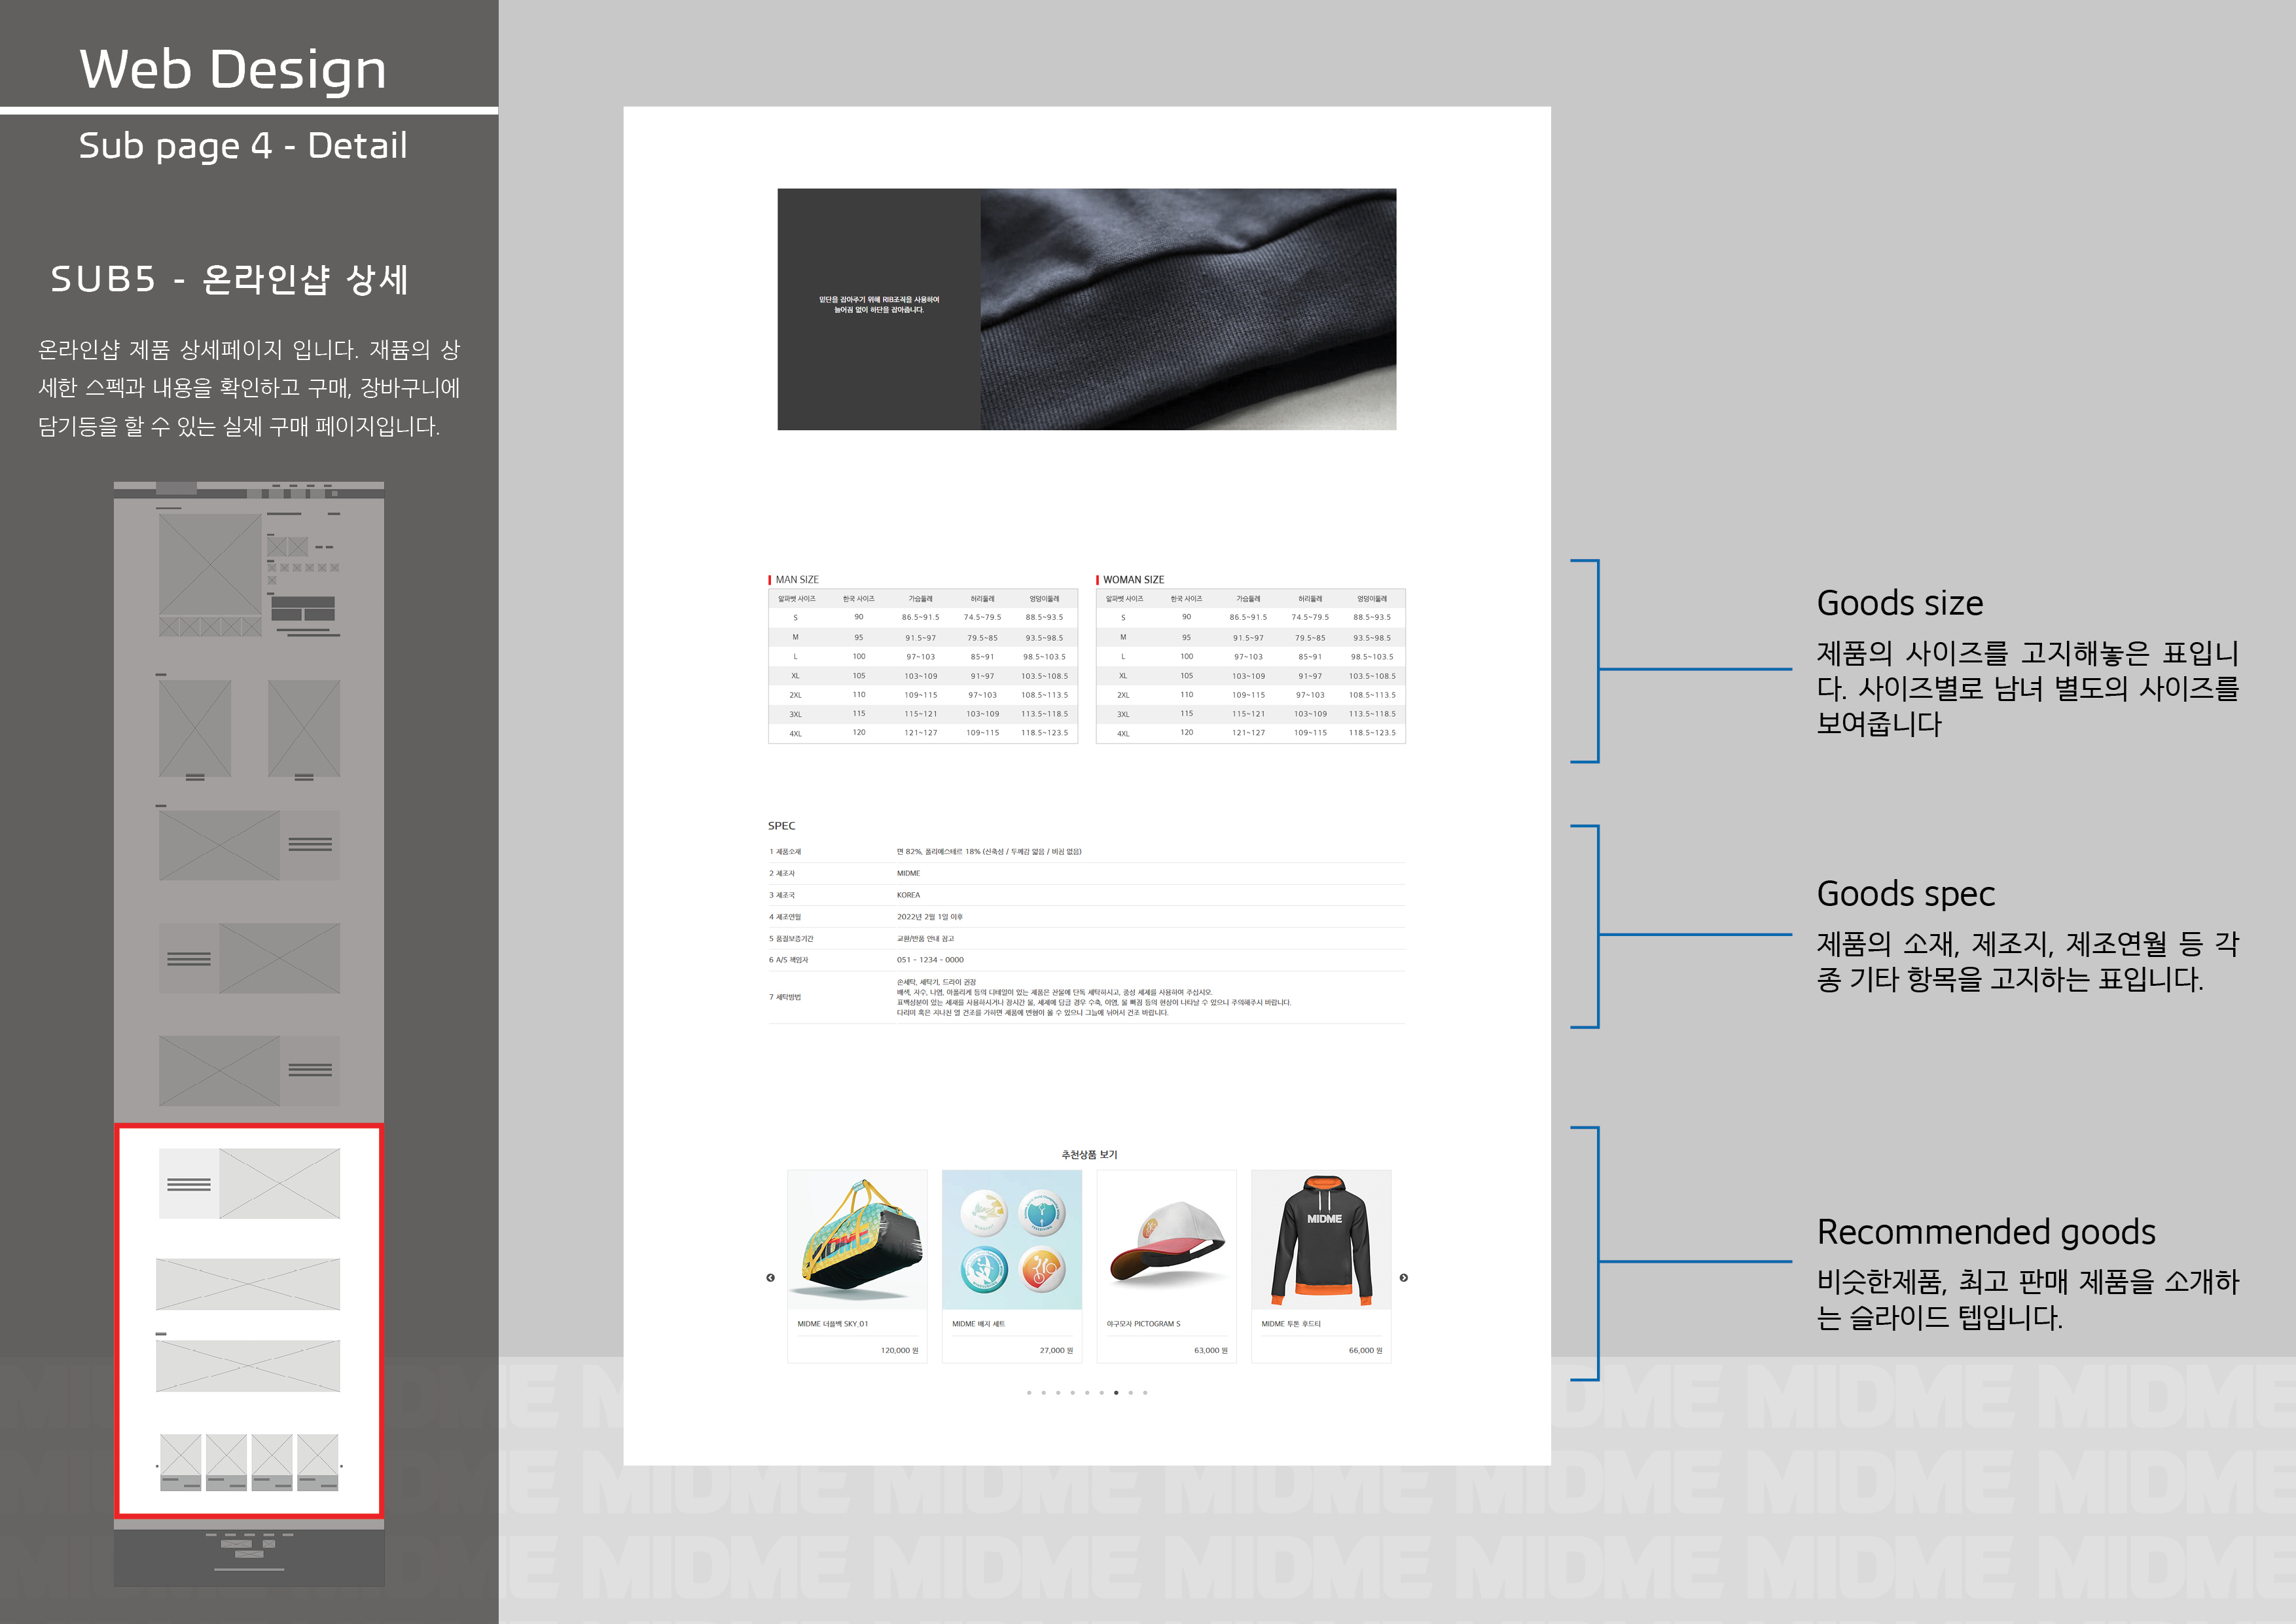 Web Design
Sub page 4 - Detail
SUB5 - 온라인샵 상세
온라인샵 제품 상세페이지 입니다. 재품의 상
세한 스펙과 내용을 확인하고 구매, 장바구니에
담기등을 할 수 있는 실제 구매 페이지입니다.
밑단을 잡아주기 위해 RIB조직을 사용하여
늘어짐 없이 하단을 잡아줍니다.
MAN SIZE
알파벳 사이즈 한국 사이즈 가슴둘레 허리둘레 엉덩이둘레
S 90 86.5~91.5 74.5~79.5 88.5~93.5
M 95 91.5~97 79.5~85 93.5~98.5
L 100 97~103 85~91 98.5~103.5
XL 105 103~109 91~97 103.5~108.5
2XL 110 109~115 97~103 108.5~113.5
3XL 115 115~121 103~109 113.5~118.5
4XL 120 121~127 109~115 118.5~123.5
WOMAN SIZE
알파벳 사이즈 한국 사이즈 가슴둘레 허리둘레 엉덩이둘레
S 90 86.5~91.5 74.5~79.5 88.5~93.5
M 95 91.5~97 79.5~85 93.5~98.5
L 100 97~103 85~91 98.5~103.5
XL 105 103~109 91~97 103.5~108.5
2XL 110 109~115 97~103 108.5~113.5
3XL 115 115~121 103~109 113.5~118.5
4XL 120 121~127 109~115 118.5~123.5
SPEC
1 제품소재 면 82%, 폴리에스테르 18% (신축성 / 두께감 얇음 / 비침 없음)
2 제조자 MIDME
3 제조국 KOREA
4 제조연월 2022년 2월 1일 이후
5 품질보증기간 교환/반품 안내 참고
6 A/S 책임자 051 - 1234 - 0000
7 세탁방법
손세탁, 세탁기, 드라이 권장
배색, 자수, 나염, 아플리케 등의 디테일이 있는 제품은 찬물에 단독 세탁하시고, 중성 세제를 사용하여 주십시오.
표백성분이 있는 세재를 사용하시거나 장시간 물, 세제에 담글 경우 수축, 이염, 물 빠짐 등의 현상이 나타날 수 있으니 주의해주시 바랍니다.
다리미 혹은 지나친 열 건조를 가하면 제품에 변형이 올 수 있으니 그늘에 뉘어서 건조 바랍니다.
추천상품 보기
MIDME
MIDME
MIDME 더플백 SKY_01
120,000 원
MIDME 배지 세트
27,000 원
야구모자 PICTOGRAM S
63,000 원
MIDME 투톤 후드티
66,000 원
Goods size
제품의 사이즈를 고지해놓은 표입니
다. 사이즈별로 남녀 별도의 사이즈를
보여줍니다
Goods spec
제품의 소재, 제조지, 제조연월 등 각
종 기타 항목을 고지하는 표입니다.
Recommended goods
비슷한제품, 최고 판매 제품을 소개하
는 슬라이드 텝입니다.
MIDME MIDME MIDME MIDME MIDME MIDME MIDME MIDME
MIDME MIDME MIDME MIDME MIDME MIDME MIDME MIDME
MIDME MIDME MIDME MIDME MIDME MIDME MIDME MIDME